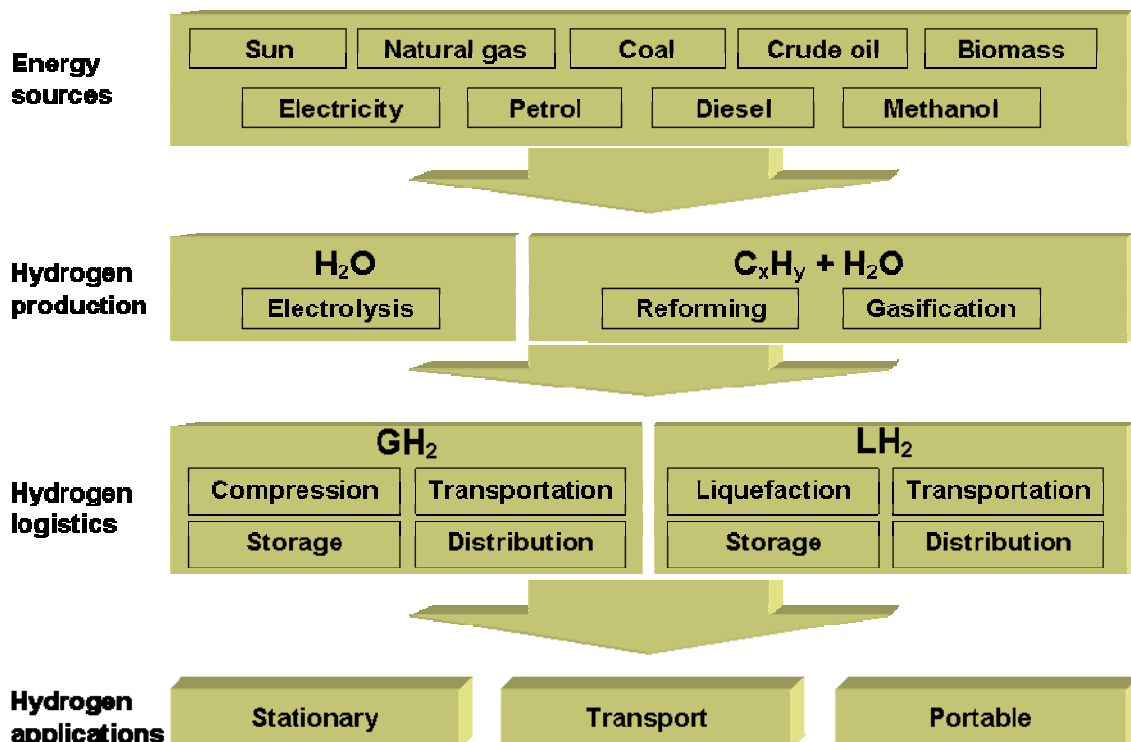 Energy sources
Sun
Natural gas
Coal
Crude oil
Biomass
Electricity
Petrol
Diesel
Methanol
Hydrogen production
H₂O
Electrolysis
CₓHᵧ + H₂O
Reforming
Gasification
Hydrogen logistics
GH₂
Compression
Transportation
Storage
Distribution
LH₂
Liquefaction
Transportation
Storage
Distribution
Hydrogen applications
Stationary
Transport
Portable